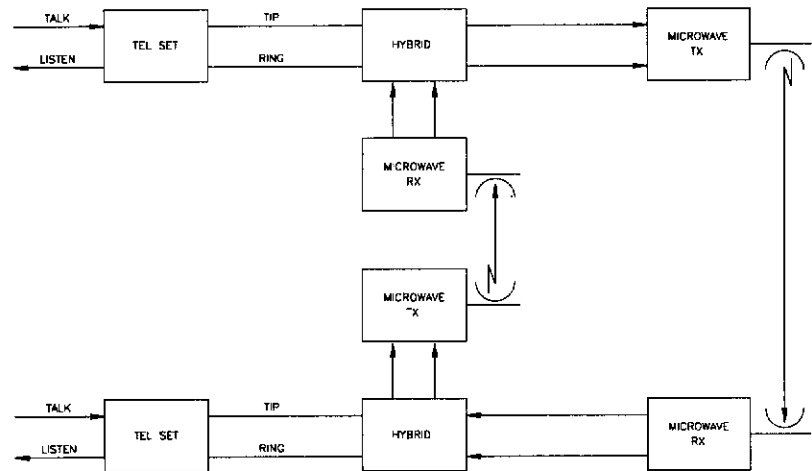 TALK
TIP
TEL SET
HYBRID
MICROWAVE
TX
LISTEN
RING
MICROWAVE
RX
MICROWAVE
TX
TALK
TIP
TEL SET
HYBRID
MICROWAVE
RX
LISTEN
RING